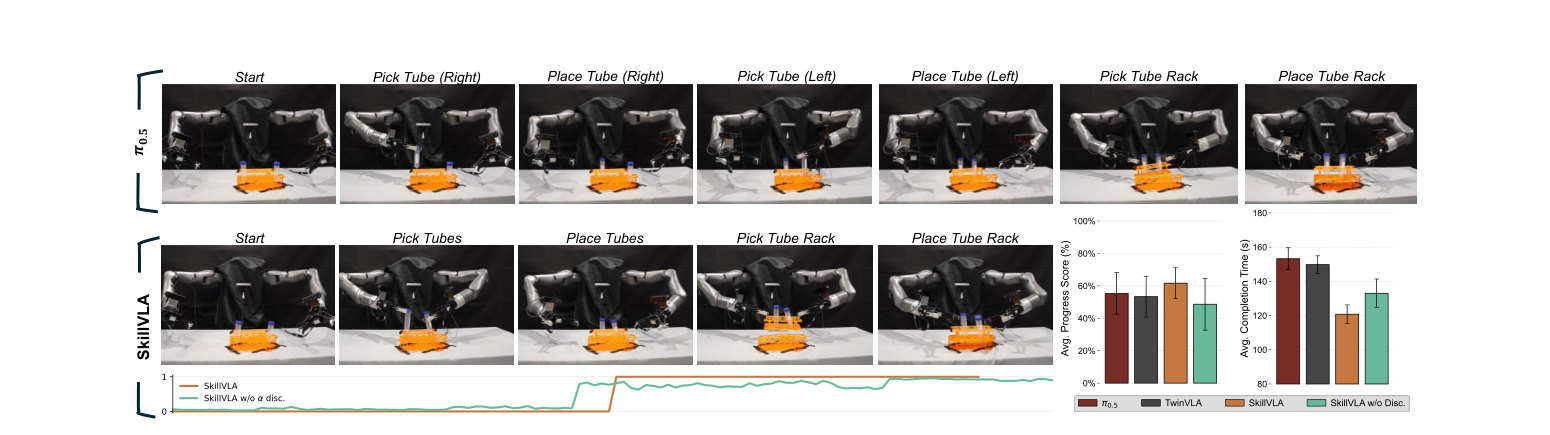 Start
Pick Tube (Right)
Place Tube (Right)
Pick Tube (Left)
Place Tube (Left)
Pick Tube Rack
Place Tube Rack
π0.5
Start
Pick Tubes
Place Tubes
Pick Tube Rack
Place Tube Rack
SkillVLA
1
0
SkillVLA
SkillVLA w/o α disc.
Avg. Progress Score (%)
100%
80%
60%
40%
20%
0%
Avg. Completion Time (s)
180
160
140
120
100
80
π0.5
TwinVLA
SkillVLA
SkillVLA w/o Disc.